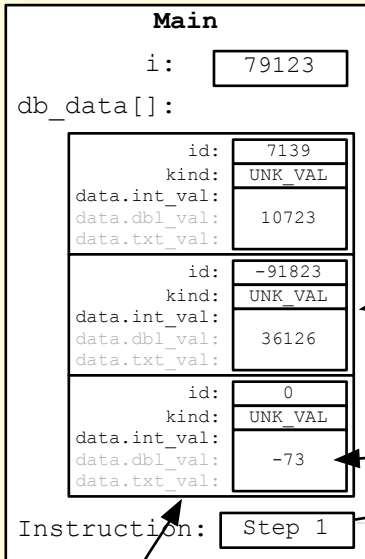 Main
i: 79123
db_data[]:
id: 7139
kind: UNK_VAL
data.int_val:
data.dbl_val: 10723
data.txt_val:
id: -91823
kind: UNK_VAL
data.int_val:
data.dbl_val: 36126
data.txt_val:
id: 0
kind: UNK_VAL
data.int_val:
data.dbl_val: -73
data.txt_val:
Instruction: Step 1